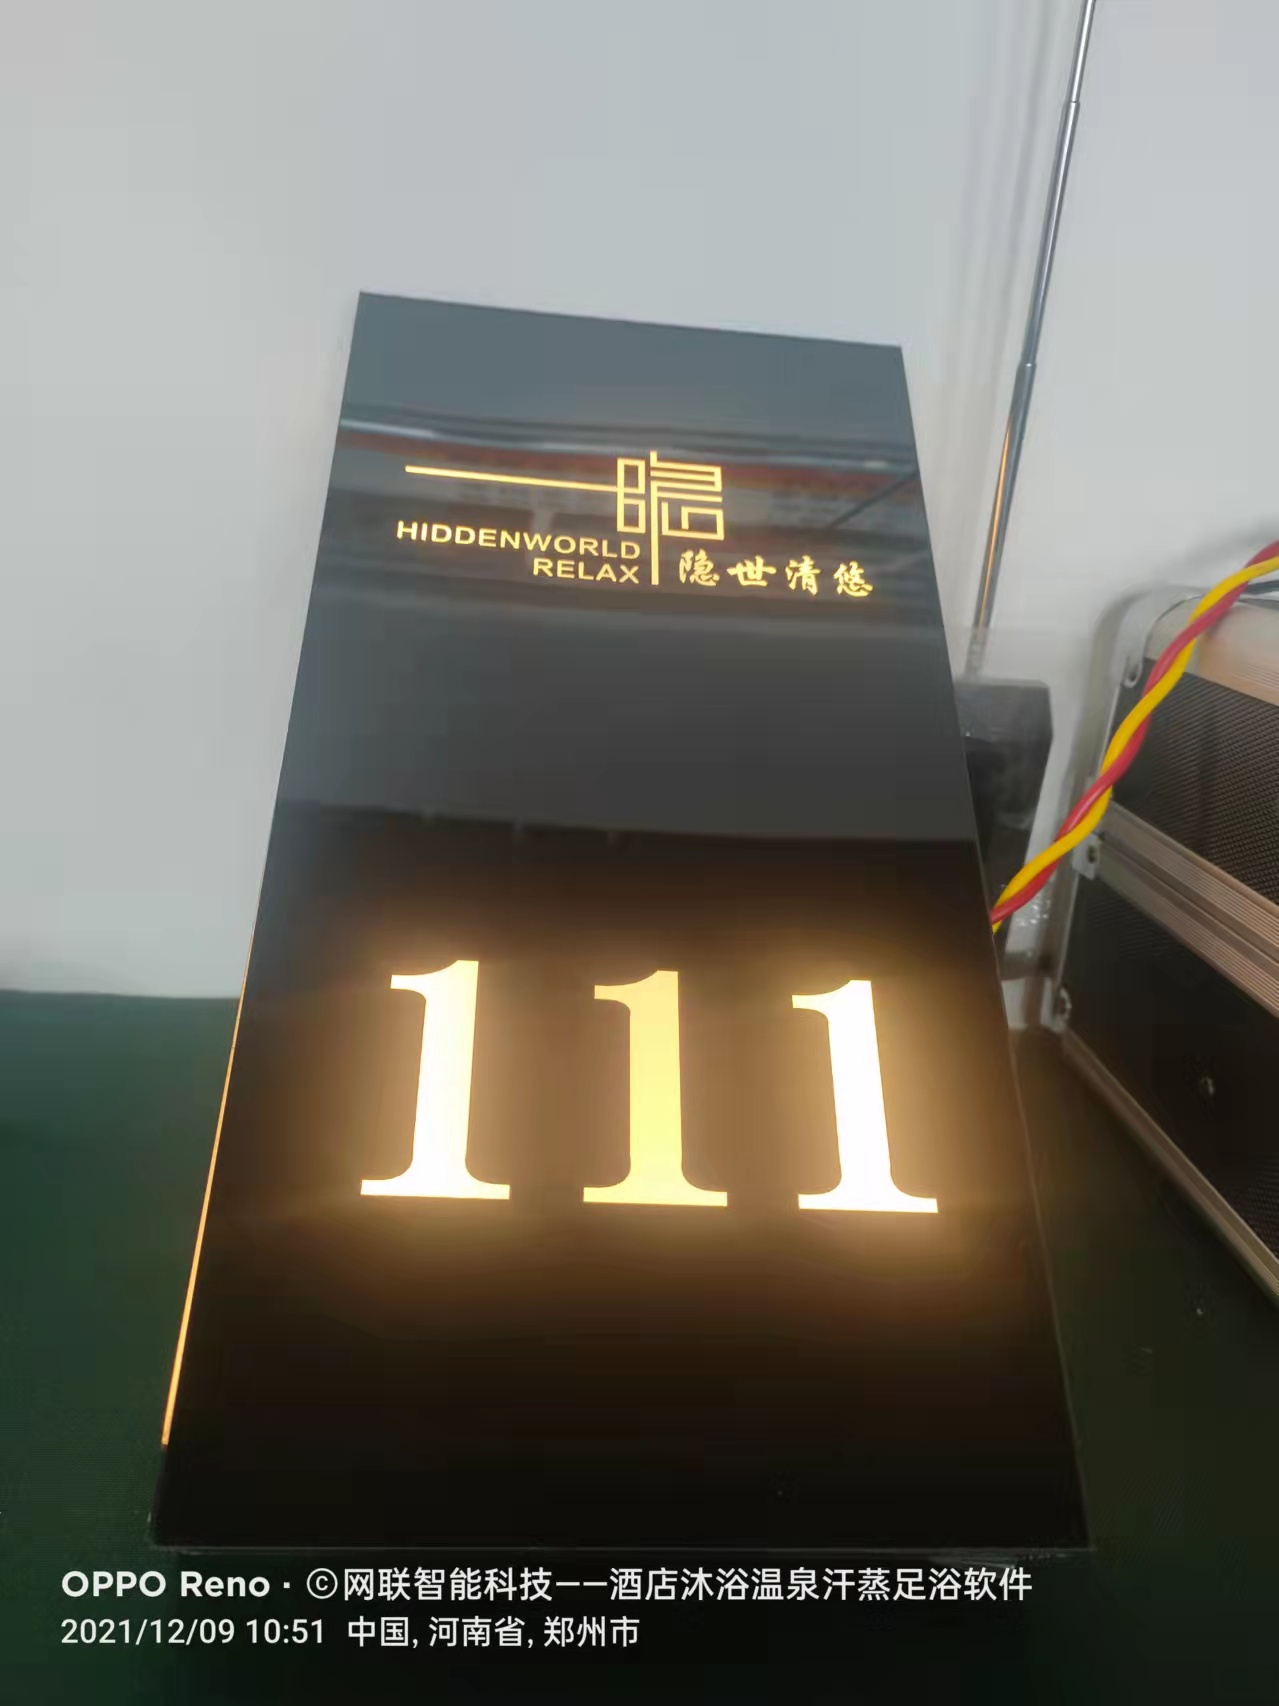 隐
HIDDENWORLD
RELAX
隐世清悠
111
OPPO Reno · ©网联智能科技——酒店沐浴温泉汗蒸足浴软件
2021/12/09 10:51 中国, 河南省, 郑州市